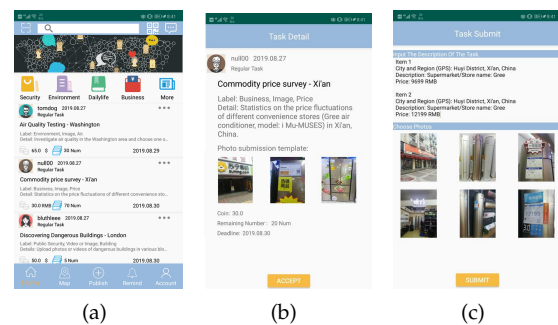 8:41
Security Environment Dailylife Business More
tomdog 2019.08.27
Regular Task
Air Quality Testing - Washington
Label: Environment, Image, Air
Detail: Investigate air quality in the Washington area and choose one o...
65.0 $ 30 Num 2019.08.29
null00 2019.08.27
Regular Task
Commodity price survey - Xi'an
Label: Business, Image, Price
Detail: Statistics on the price fluctuations of different convenience sto...
30.0 RMB 20 Num 2019.08.30
bluthleee 2019.08.27
Regular Task
Discovering Dangerous Buildings - London
Label: Public Security, Video or Image, Building
Detail: Upload photos or videos of dangerous buildings in various blo...
50.0 $ 5 Num 2019.08.30
Map Publish Remind Account
(a)
8:41
Task Detail
null00 2019.08.27
Regular Task
Commodity price survey - Xi'an
Label: Business, Image, Price
Detail: Statistics on the price fluctuations
of different convenience stores (Gree air
conditioner, model: i Mu-MUSES) in Xi'an,
China.
Photo submission template:
Coin: 30.0
Remaining Number: 20 Num
Deadline: 2019.08.30
ACCEPT
(b)
8:41
Task Submit
Input The Description Of The Task
Item 1
City and Region (GPS): Huyi District, Xi'an, China
Description: Supermarket/Store name: Gree
Price: 9699 RMB
Item 2
City and Region (GPS): Huyi District, Xi'an, China
Description: Supermarket/Store name: Gree
Price: 12199 RMB
Choose Photos
SUBMIT
(c)